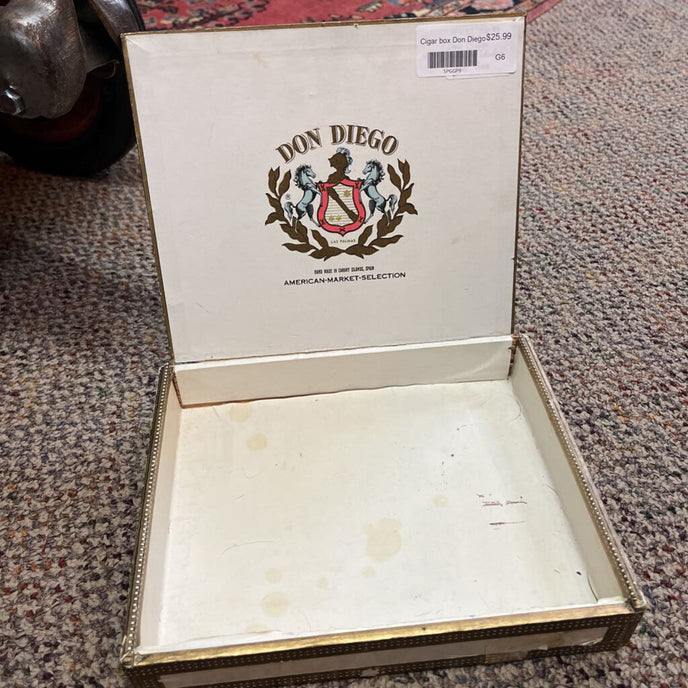 Cigar box Don Diego $25.99
G6
DON DIEGO
®
LAS PALMAS
HAND MADE IN CANARY ISLANDS, SPAIN
AMERICAN-MARKET-SELECTION